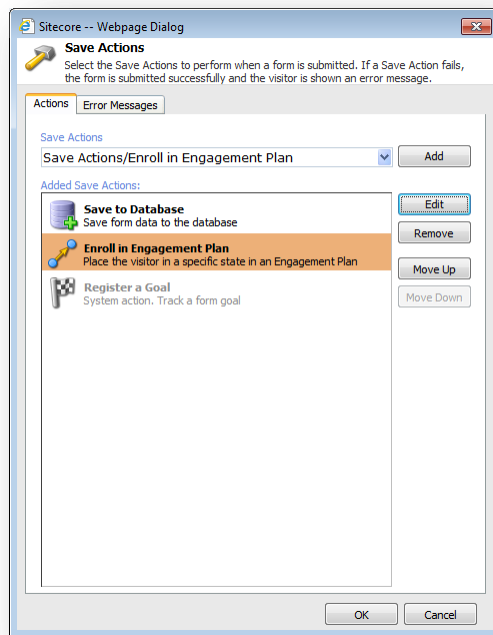 Sitecore -- Webpage Dialog
Save Actions
Select the Save Actions to perform when a form is submitted. If a Save Action fails,
the form is submitted successfully and the visitor is shown an error message.
Actions
Error Messages
Save Actions
Save Actions/Enroll in Engagement Plan
Add
Added Save Actions:
Save to Database
Save form data to the database
Edit
Remove
Enroll in Engagement Plan
Place the visitor in a specific state in an Engagement Plan
Move Up
Register a Goal
System action. Track a form goal
Move Down
OK
Cancel